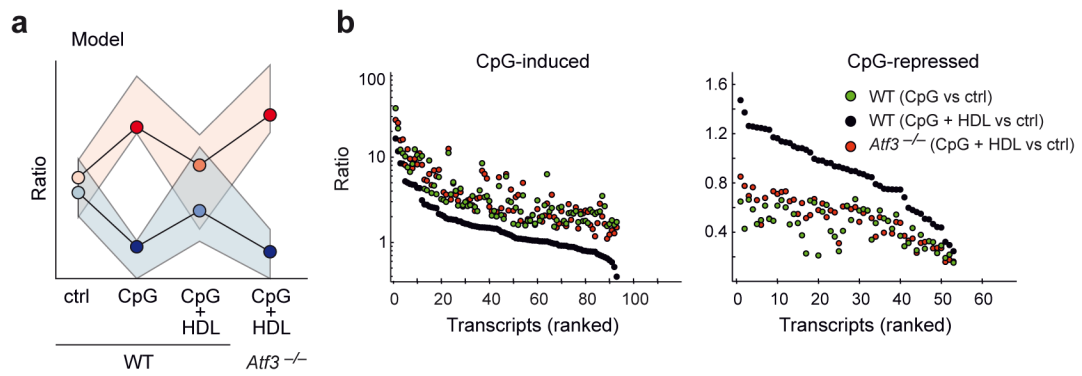 a
Model
Ratio
ctrl
CpG
CpG
+
HDL
CpG
+
HDL
WT
Atf3 –/–
b
CpG-induced
Ratio
100
10
1
0
20
40
60
80
100
Transcripts (ranked)
CpG-repressed
1.6
1.2
0.8
0.4
0
10
20
30
40
50
60
Transcripts (ranked)
WT (CpG vs ctrl)
WT (CpG + HDL vs ctrl)
Atf3 –/– (CpG + HDL vs ctrl)